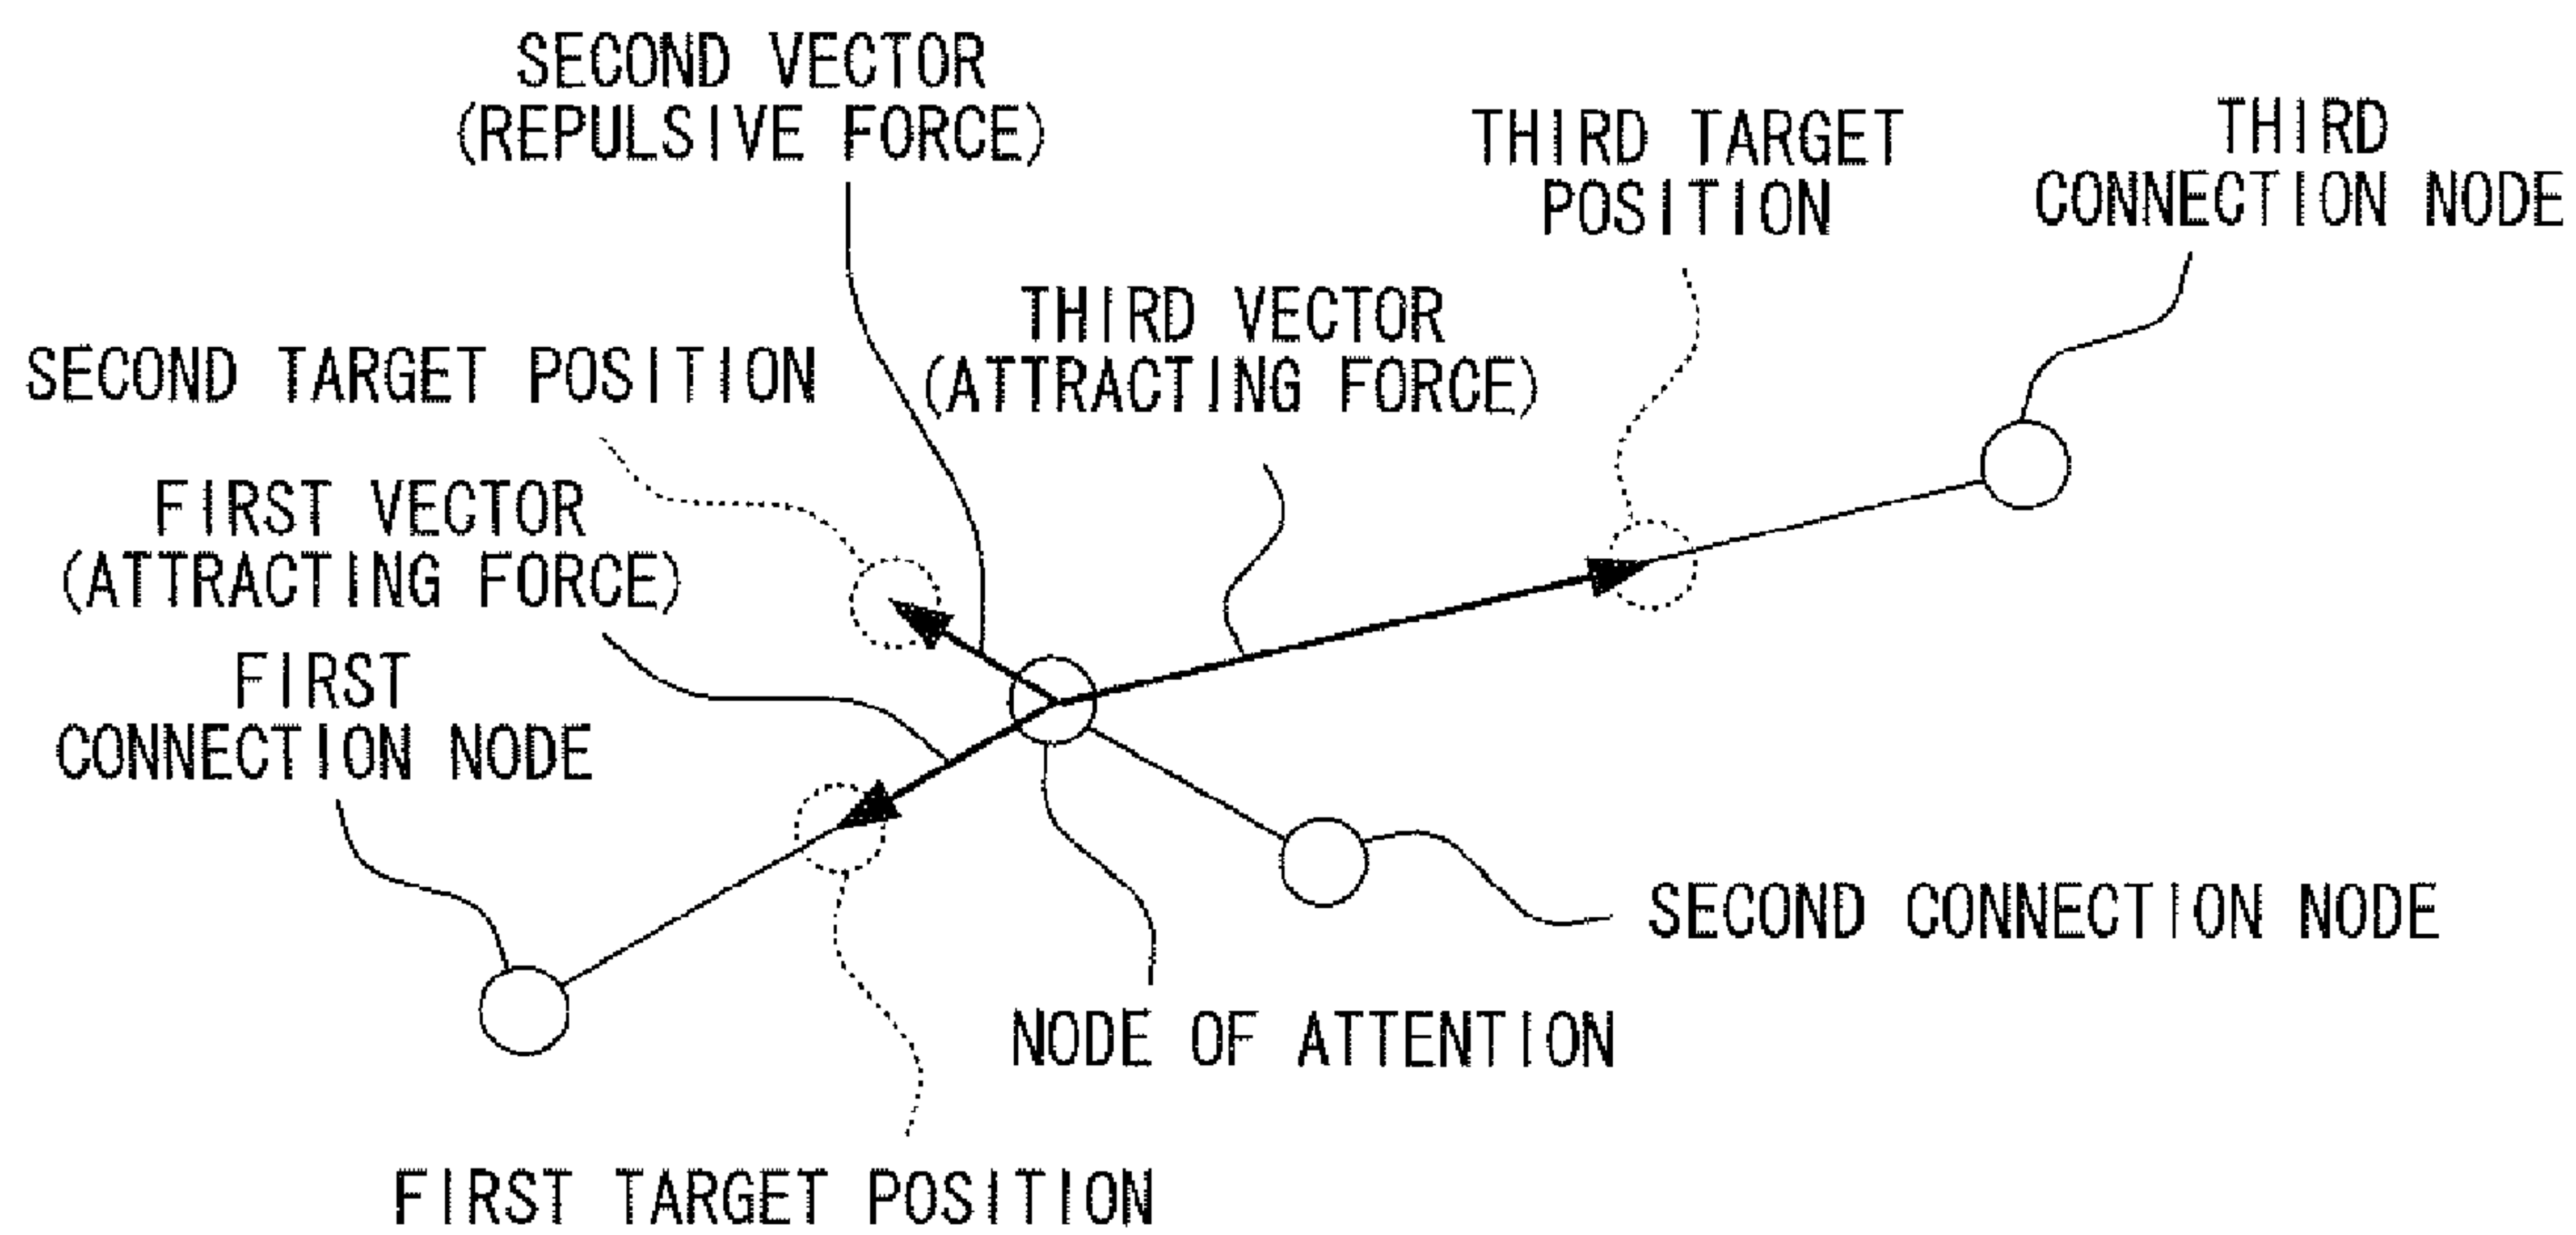 SECOND VECTOR
(REPULSIVE FORCE)
THIRD TARGET
POSITION
THIRD
CONNECTION NODE
THIRD VECTOR
(ATTRACTING FORCE)
SECOND TARGET POSITION
FIRST VECTOR
(ATTRACTING FORCE)
FIRST
CONNECTION NODE
SECOND CONNECTION NODE
NODE OF ATTENTION
FIRST TARGET POSITION